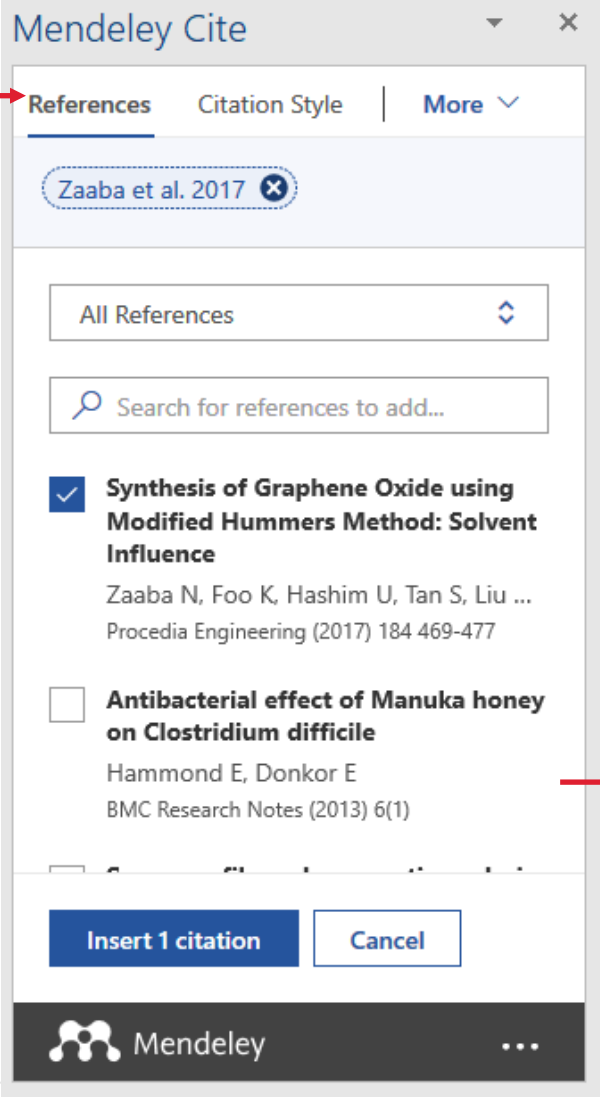 Mendeley Cite
References Citation Style More
Zaaba et al. 2017
All References
Search for references to add...
Synthesis of Graphene Oxide using
Modified Hummers Method: Solvent
Influence
Zaaba N, Foo K, Hashim U, Tan S, Liu ...
Procedia Engineering (2017) 184 469-477
Antibacterial effect of Manuka honey
on Clostridium difficile
Hammond E, Donkor E
BMC Research Notes (2013) 6(1)
Insert 1 citation Cancel
Mendeley